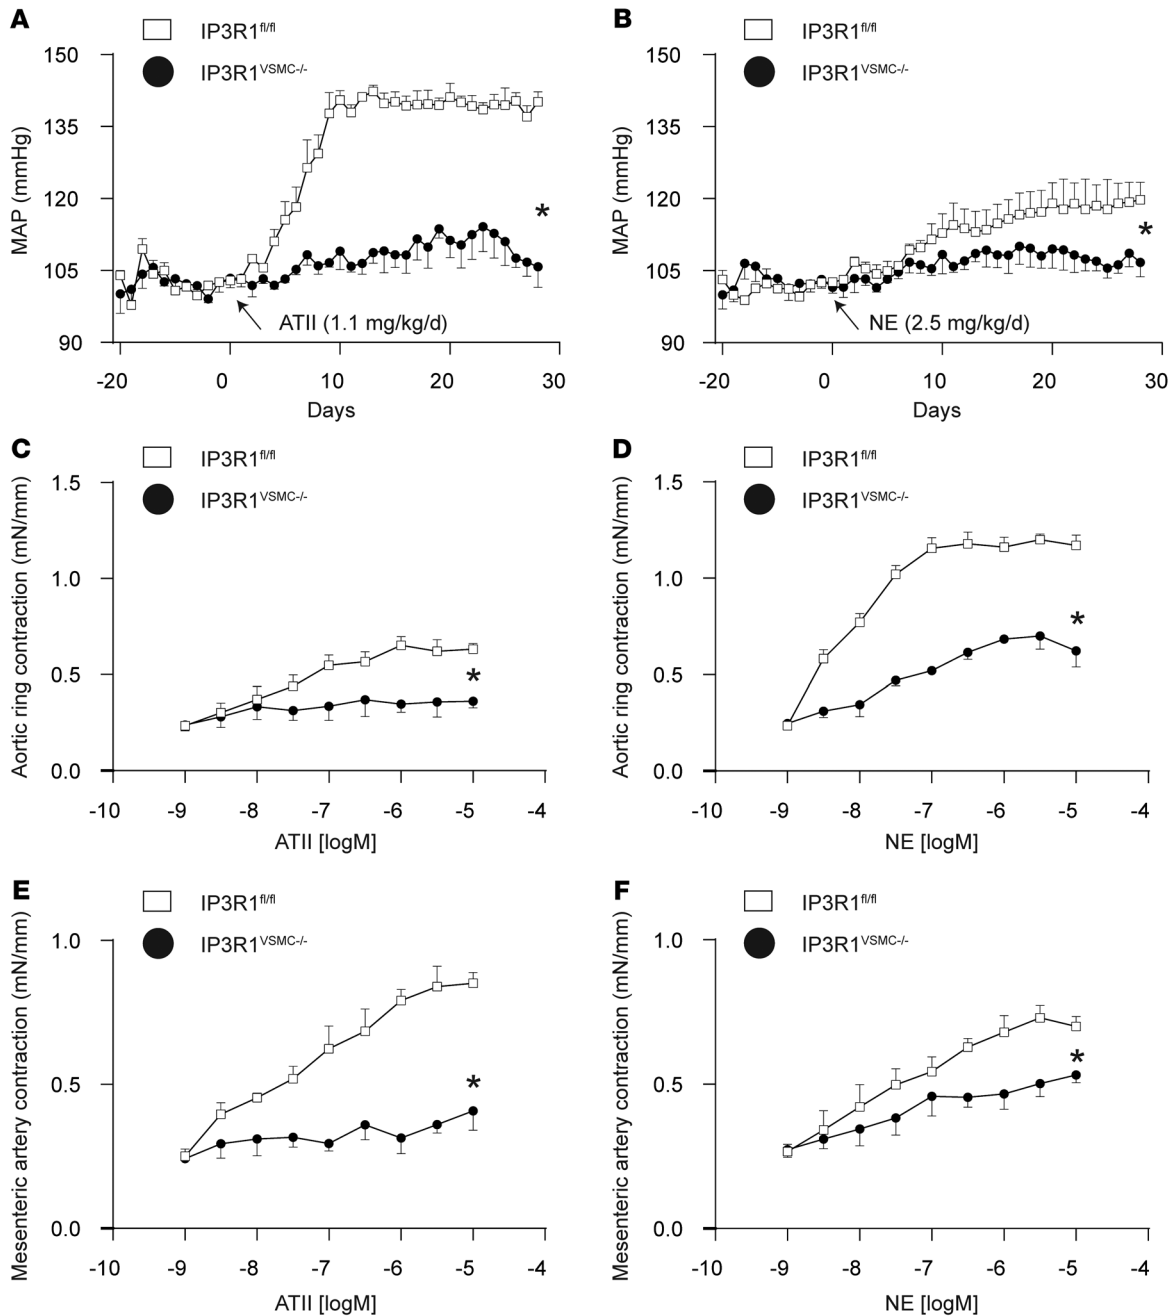 A
IP3R1fl/fl
IP3R1VSMC-/-
150
135
120
105
90
MAP (mmHg)
*
ATII (1.1 mg/kg/d)
-20 0 10 20 30
Days
B
IP3R1fl/fl
IP3R1VSMC-/-
150
135
120
105
90
MAP (mmHg)
*
NE (2.5 mg/kg/d)
-20 0 10 20 30
Days
C
IP3R1fl/fl
IP3R1VSMC-/-
1.5
1.0
0.5
0.0
Aortic ring contraction (mN/mm)
*
-10 -9 -8 -7 -6 -5 -4
ATII [logM]
D
IP3R1fl/fl
IP3R1VSMC-/-
1.5
1.0
0.5
0.0
Aortic ring contraction (mN/mm)
*
-10 -9 -8 -7 -6 -5 -4
NE [logM]
E
IP3R1fl/fl
IP3R1VSMC-/-
1.0
0.5
0.0
Mesenteric artery contraction (mN/mm)
*
-10 -9 -8 -7 -6 -5 -4
ATII [logM]
F
IP3R1fl/fl
IP3R1VSMC-/-
1.0
0.5
0.0
Mesenteric artery contraction (mN/mm)
*
-10 -9 -8 -7 -6 -5 -4
NE [logM]